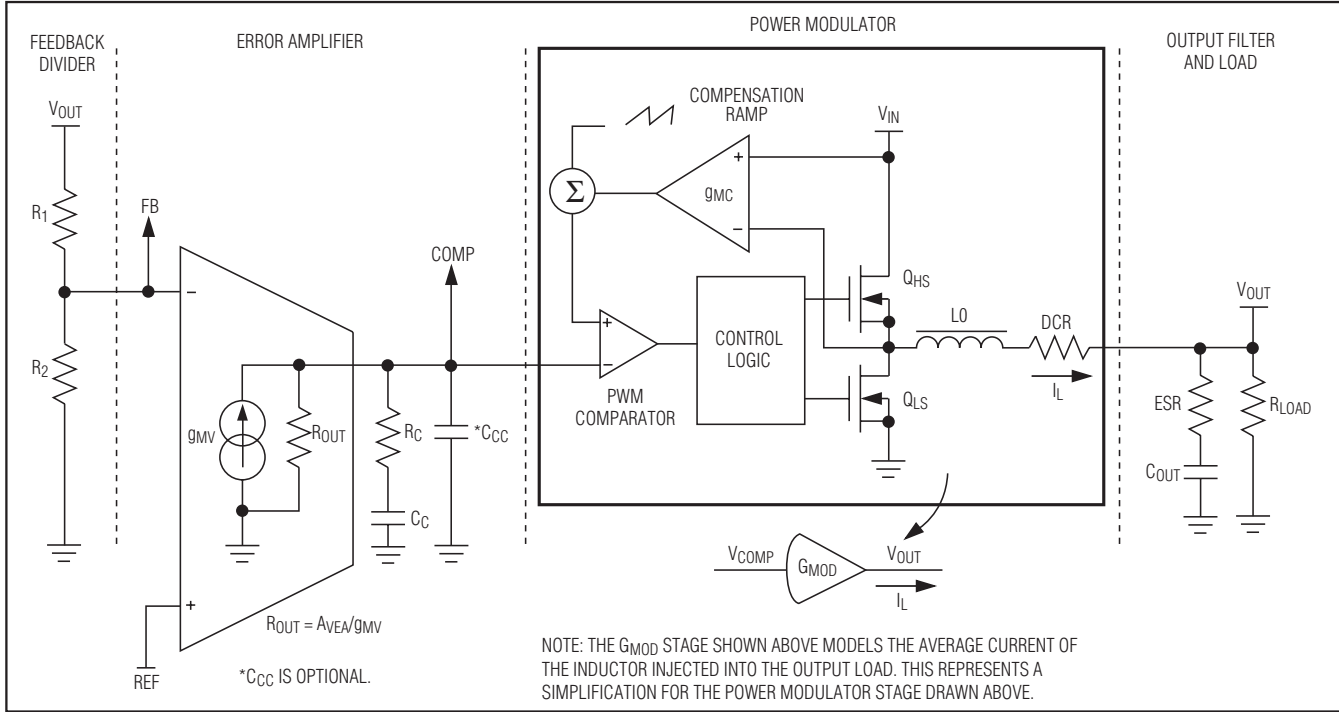 FEEDBACK
DIVIDER
ERROR AMPLIFIER
POWER MODULATOR
OUTPUT FILTER
AND LOAD
VOUT
R1
FB
R2
−
+
REF
gMV
ROUT
ROUT = AVEA/gMV
*CCC IS OPTIONAL.
COMP
RC
CC
*CCC
COMPENSATION
RAMP
Σ
gMC
+
−
VIN
+
−
PWM
COMPARATOR
CONTROL
LOGIC
QHS
QLS
L0
DCR
IL
VOUT
ESR
COUT
RLOAD
VCOMP
GMOD
VOUT
IL
NOTE: THE GMOD STAGE SHOWN ABOVE MODELS THE AVERAGE CURRENT OF
THE INDUCTOR INJECTED INTO THE OUTPUT LOAD. THIS REPRESENTS A
SIMPLIFICATION FOR THE POWER MODULATOR STAGE DRAWN ABOVE.